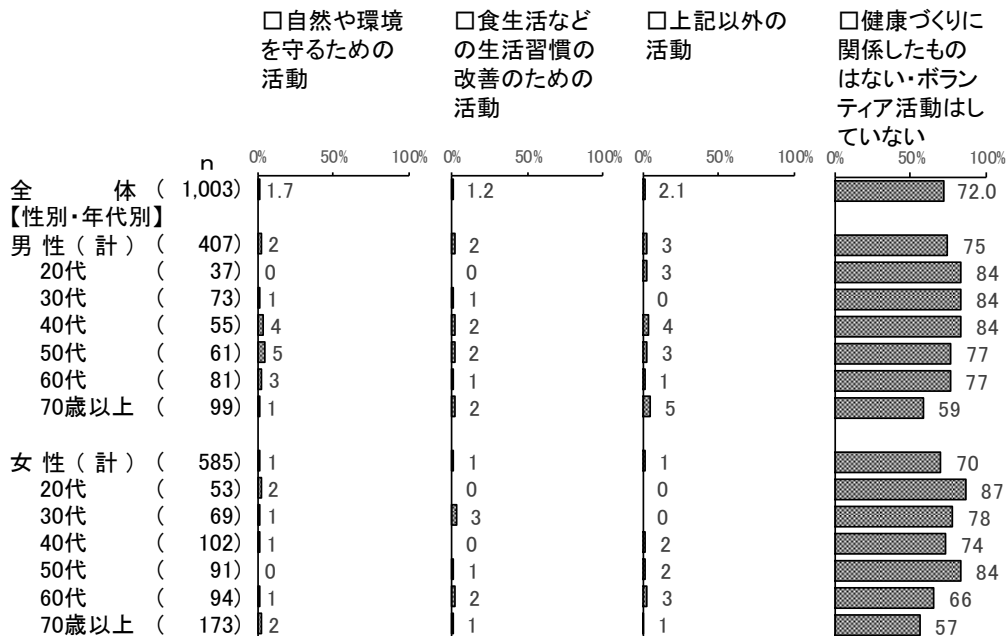 □自然や環境
を守るための
活動
□食生活など
の生活習慣の
改善のための
活動
□上記以外の
活動
□健康づくりに
関係したもの
はない・ボラン
ティア活動はし
ていない
n 0% 50% 100% 0% 50% 100% 0% 50% 100% 0% 50% 100%
全体 ( 1,003) 1.7 1.2 2.1 72.0
【性別・年代別】
男性(計) ( 407) 2 2 3 75
20代 ( 37) 0 0 3 84
30代 ( 73) 1 1 0 84
40代 ( 55) 4 2 4 84
50代 ( 61) 5 2 3 77
60代 ( 81) 3 1 1 77
70歳以上 ( 99) 1 2 5 59
女性(計) ( 585) 1 1 1 70
20代 ( 53) 2 0 0 87
30代 ( 69) 1 3 0 78
40代 ( 102) 1 0 2 74
50代 ( 91) 0 1 2 84
60代 ( 94) 1 2 3 66
70歳以上 ( 173) 2 1 1 57